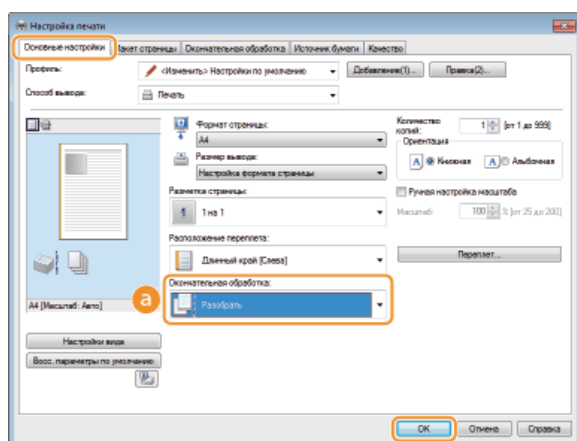 Настройка печати
Основные настройки Макет страницы Окончательная обработка Источник бумаги Качество
Профиль: <Изменить> Настройки по умолчанию Добавление(1)... Правка(2)...
Способ вывода: Печать
Формат страницы:
A4
Размер вывода:
Настройка формата страницы
Количество копий: 1 [от 1 до 999]
Ориентация
A Книжная A Альбомная
Разметка страницы:
1 1 на 1
Ручная настройка масштаба
Масштаб: 100 % [от 25 до 200]
Расположение переплета:
Длинный край [Слева]
Переплет...
Окончательная обработка:
a Разобрать
A4 [Масштаб: Авто]
Настройки вида
Восс. параметры по умолчанию
OK Отмена Справка